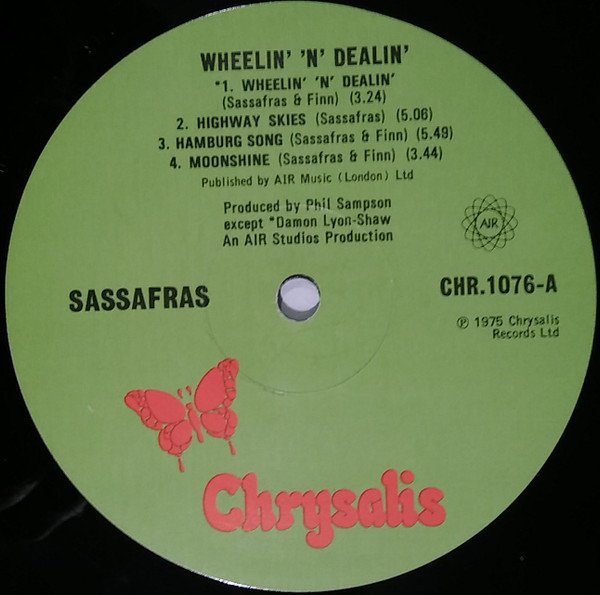 WHEELIN' 'N' DEALIN'
*1. WHEELIN' 'N' DEALIN'
(Sassafras & Finn) (3.24)
2. HIGHWAY SKIES (Sassafras) (5.06)
3. HAMBURG SONG (Sassafras & Finn) (5.49)
4. MOONSHINE (Sassafras & Finn) (3.44)
Published by AIR Music (London) Ltd
Produced by Phil Sampson
except *Damon Lyon-Shaw
An AIR Studios Production
AIR
SASSAFRAS
CHR.1076-A
℗ 1975 Chrysalis
Records Ltd
Chrysalis